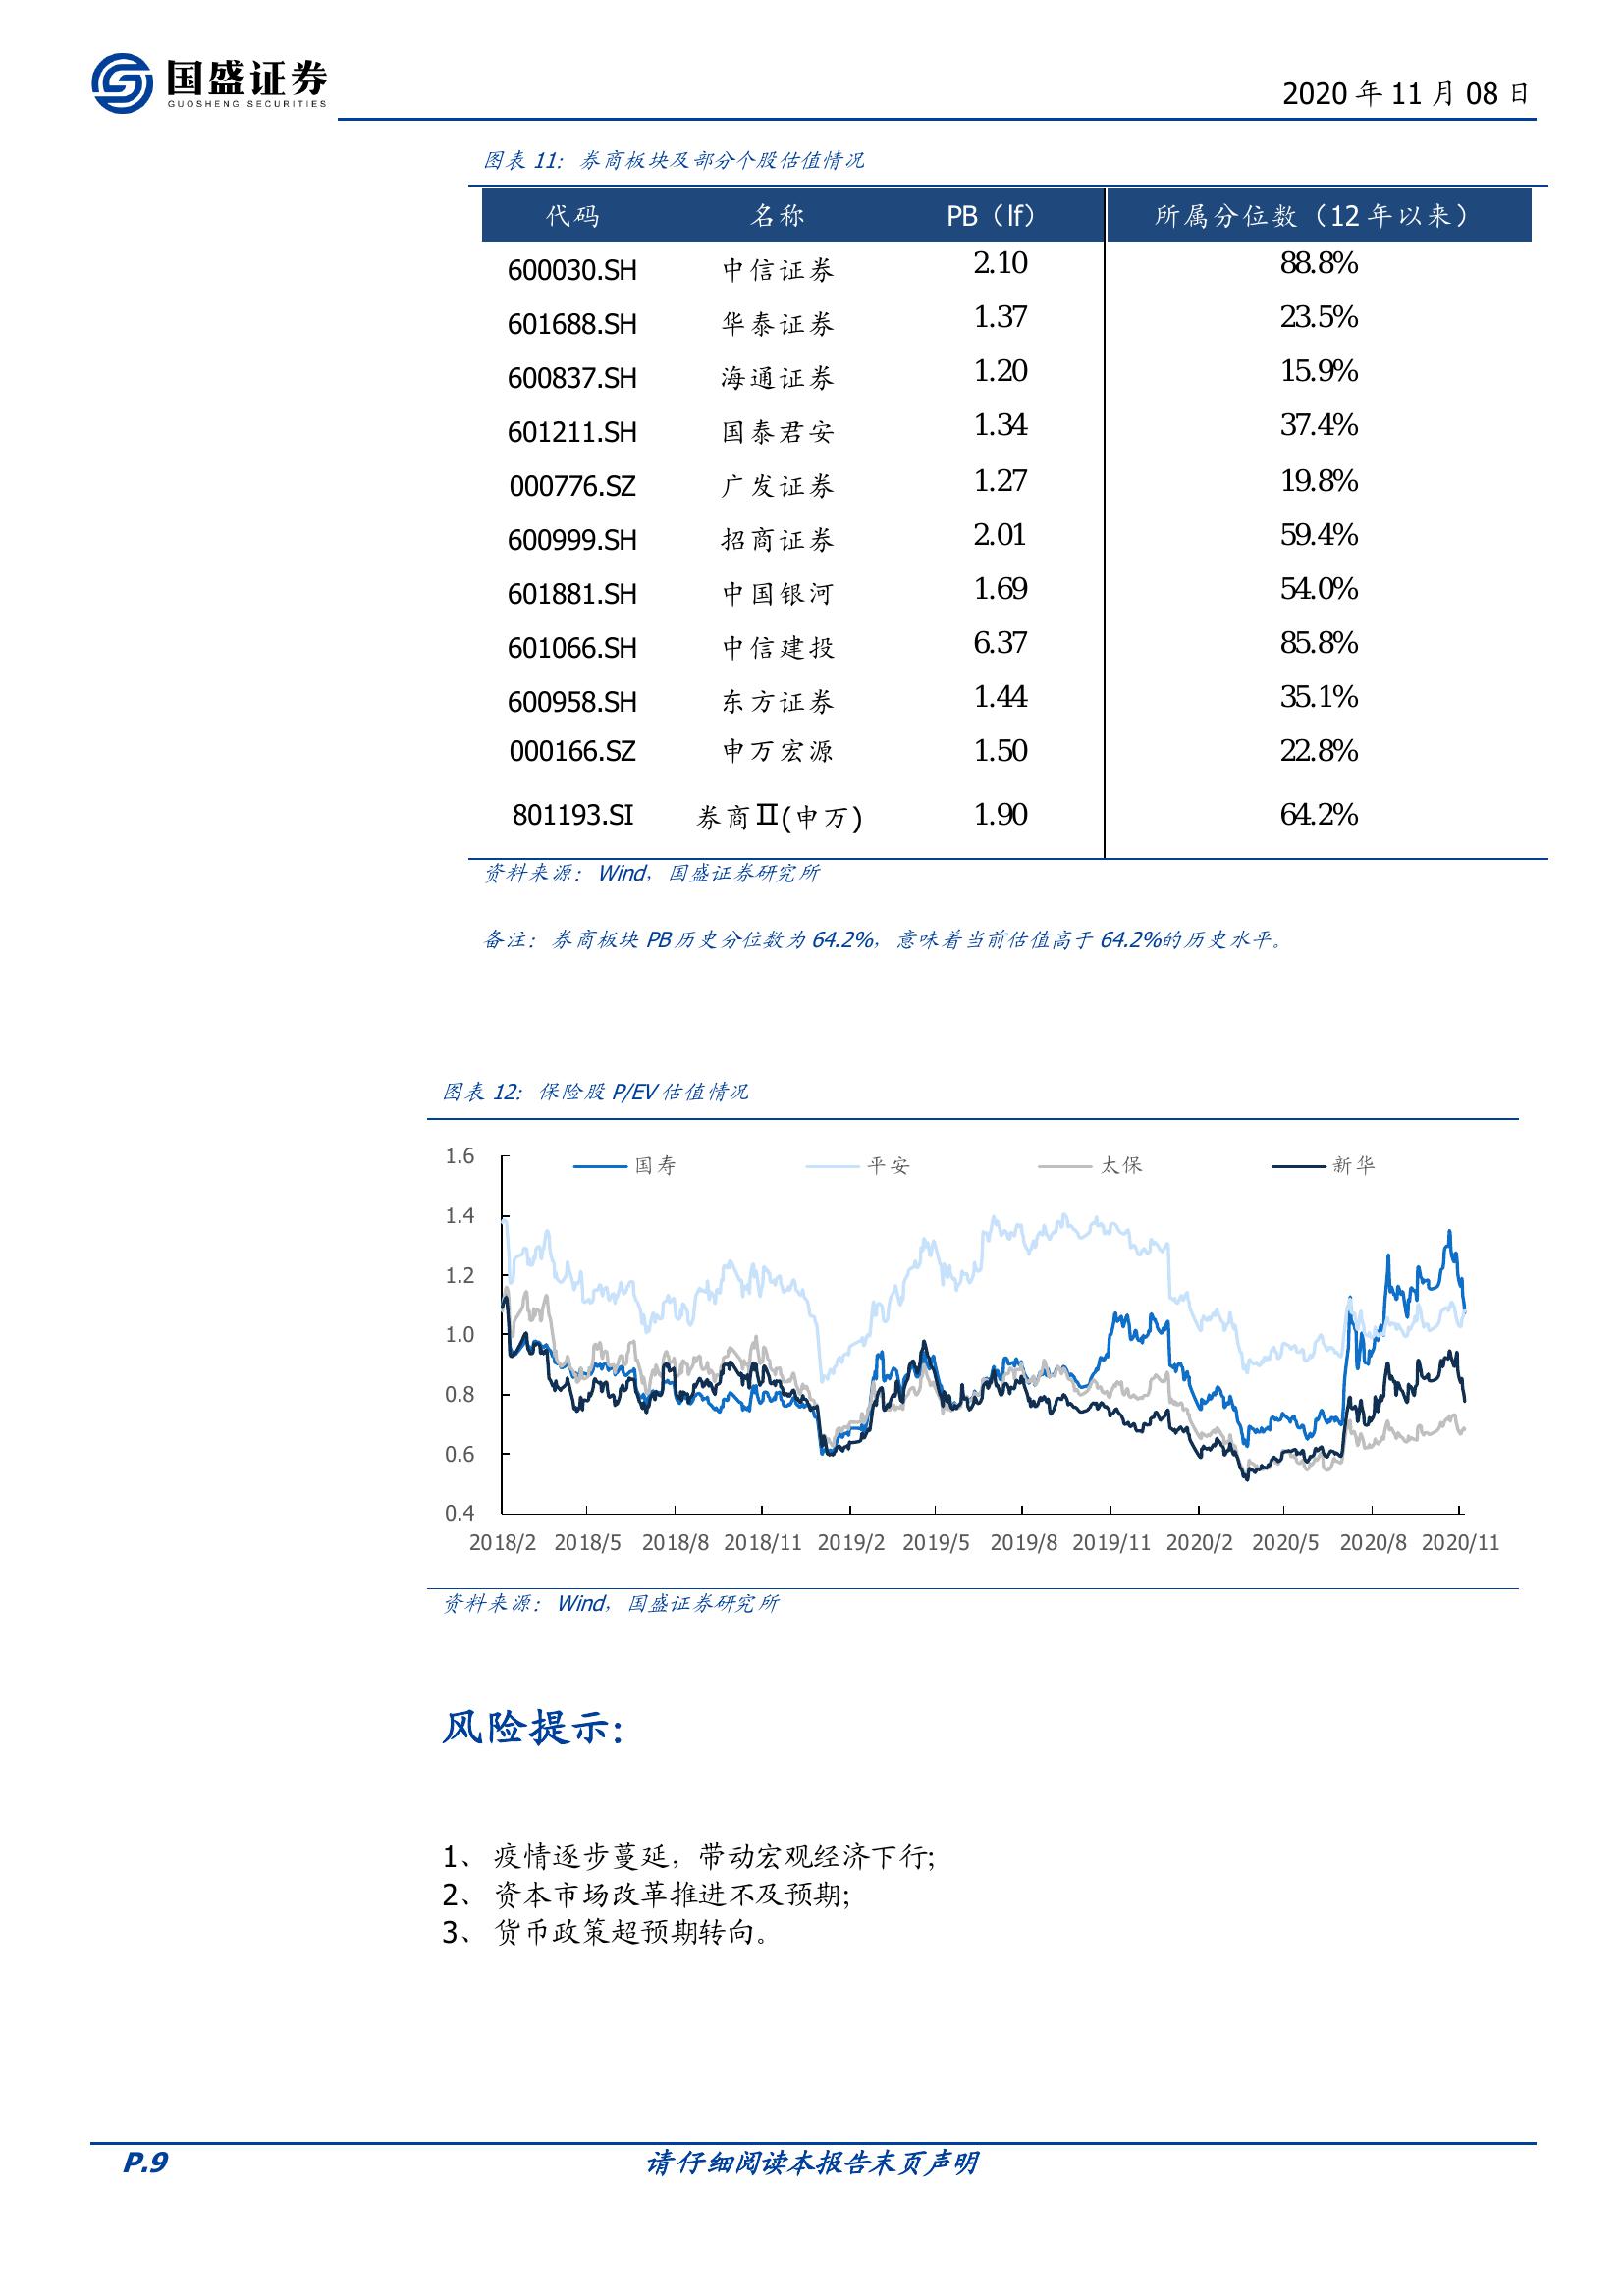 国盛证券
GUOSHENG SECURITIES
2020 年 11 月 08 日
图表 11：券商板块及部分个股估值情况
代码 名称 PB（lf） 所属分位数（12 年以来）
600030.SH 中信证券 2.10 88.8%
601688.SH 华泰证券 1.37 23.5%
600837.SH 海通证券 1.20 15.9%
601211.SH 国泰君安 1.34 37.4%
000776.SZ 广发证券 1.27 19.8%
600999.SH 招商证券 2.01 59.4%
601881.SH 中国银河 1.69 54.0%
601066.SH 中信建投 6.37 85.8%
600958.SH 东方证券 1.44 35.1%
000166.SZ 申万宏源 1.50 22.8%
801193.SI 券商Ⅱ(申万) 1.90 64.2%
资料来源：Wind，国盛证券研究所
备注：券商板块 PB 历史分位数为 64.2%，意味着当前估值高于 64.2%的历史水平。
图表 12：保险股 P/EV 估值情况
国寿 平安 太保 新华
1.6
1.4
1.2
1.0
0.8
0.6
0.4
2018/2 2018/5 2018/8 2018/11 2019/2 2019/5 2019/8 2019/11 2020/2 2020/5 2020/8 2020/11
资料来源：Wind，国盛证券研究所
风险提示：
1、 疫情逐步蔓延，带动宏观经济下行;
2、 资本市场改革推进不及预期;
3、 货币政策超预期转向。
P.9 请仔细阅读本报告末页声明